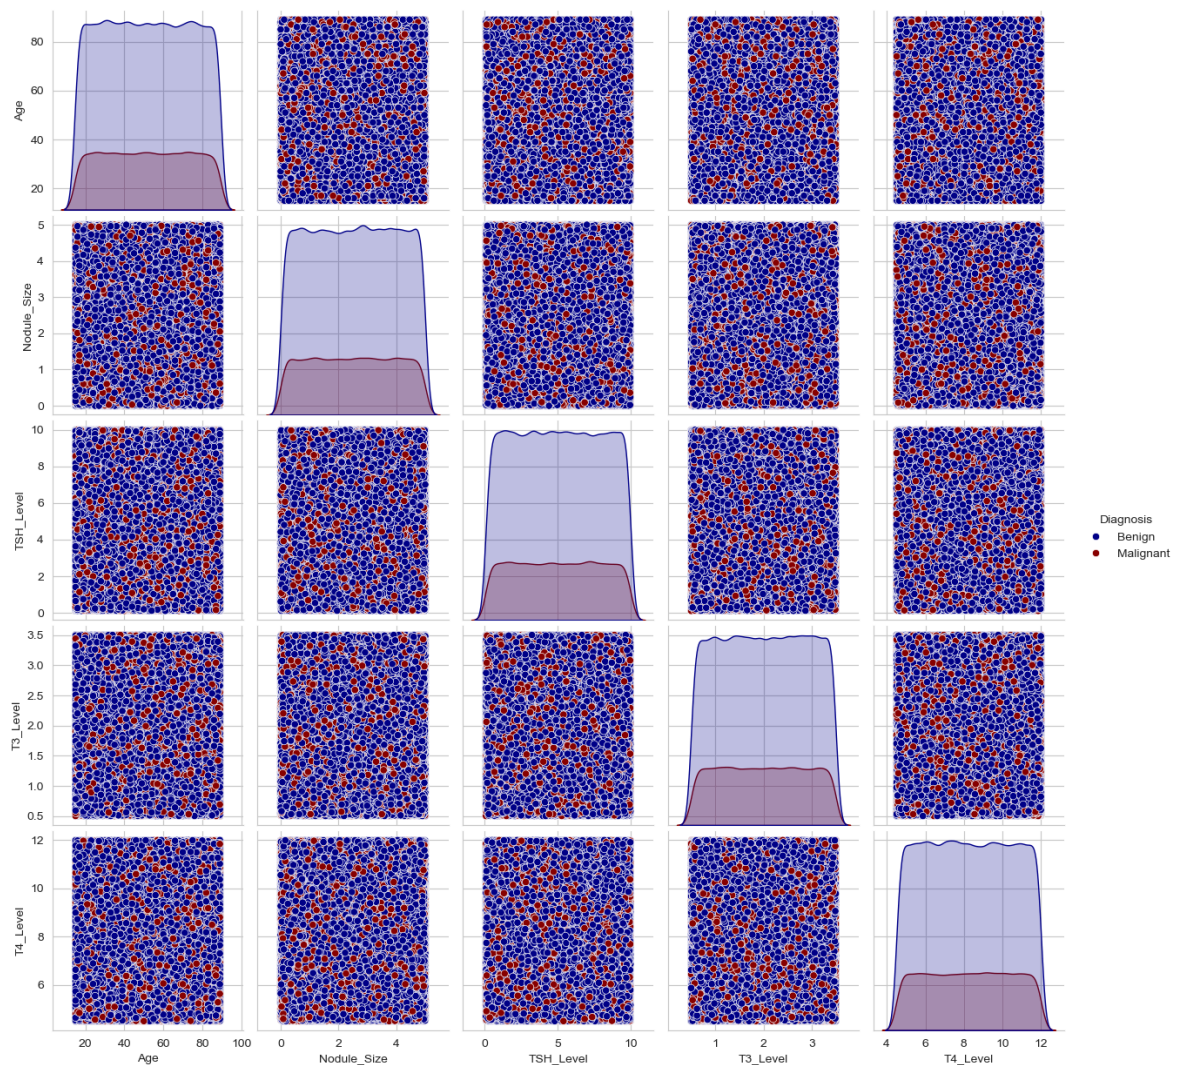 80
60
40
20
Age
5
4
3
2
1
0
Nodule_Size
10
8
6
4
2
0
TSH_Level
Diagnosis
Benign
Malignant
3.5
3.0
2.5
2.0
1.5
1.0
0.5
T3_Level
12
10
8
6
T4_Level
20 40 60 80 100
Age
0 2 4
Nodule_Size
0 5 10
TSH_Level
1 2 3
T3_Level
4 6 8 10 12
T4_Level